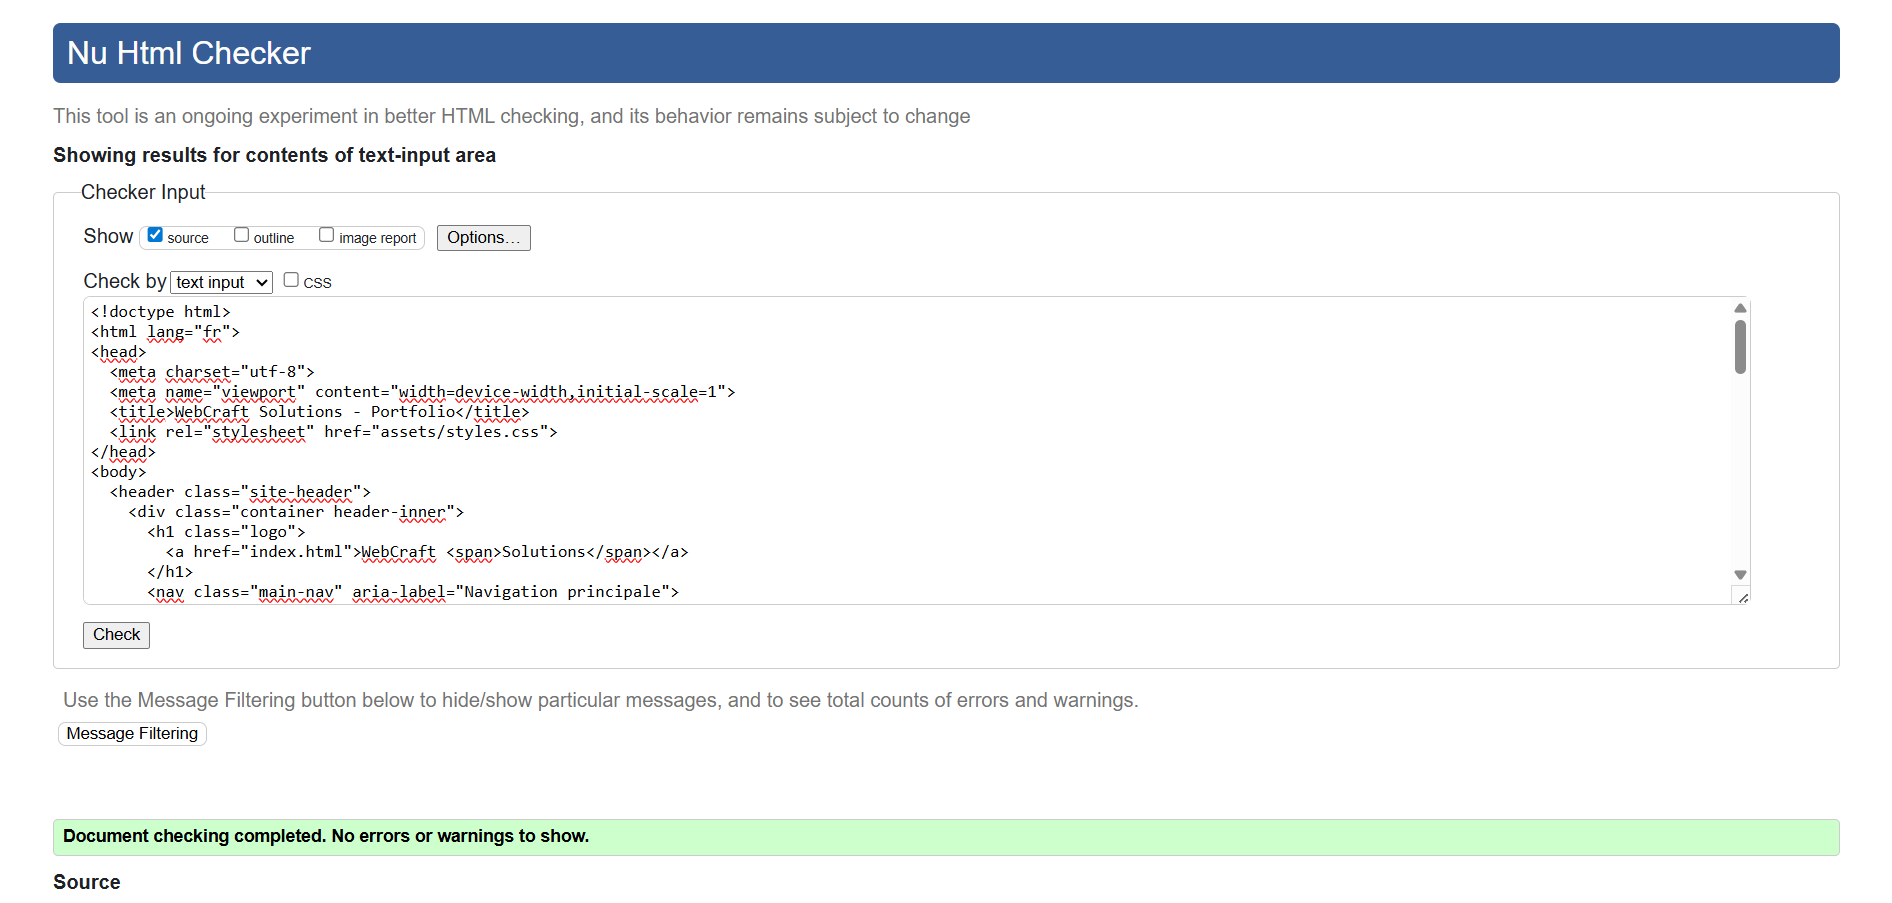 Nu Html Checker
This tool is an ongoing experiment in better HTML checking, and its behavior remains subject to change
Showing results for contents of text-input area
Checker Input
Show source outline image report Options...
Check by text input CSS
<!doctype html>
<html lang="fr">
<head>
  <meta charset="utf-8">
  <meta name="viewport" content="width=device-width,initial-scale=1">
  <title>WebCraft Solutions - Portfolio</title>
  <link rel="stylesheet" href="assets/styles.css">
</head>
<body>
  <header class="site-header">
    <div class="container header-inner">
      <h1 class="logo">
        <a href="index.html">WebCraft <span>Solutions</span></a>
      </h1>
      <nav class="main-nav" aria-label="Navigation principale">
Check
Use the Message Filtering button below to hide/show particular messages, and to see total counts of errors and warnings.
Message Filtering
Document checking completed. No errors or warnings to show.
Source